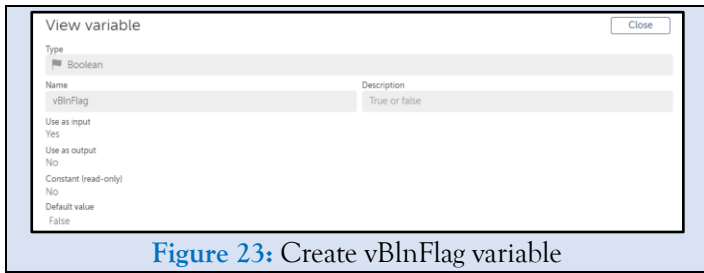 View variable Close
Type
Boolean
Name Description
vBlnFlag True or false
Use as input
Yes
Use as output
No
Constant (read-only)
No
Default value
False
Figure 23: Create vBlnFlag variable